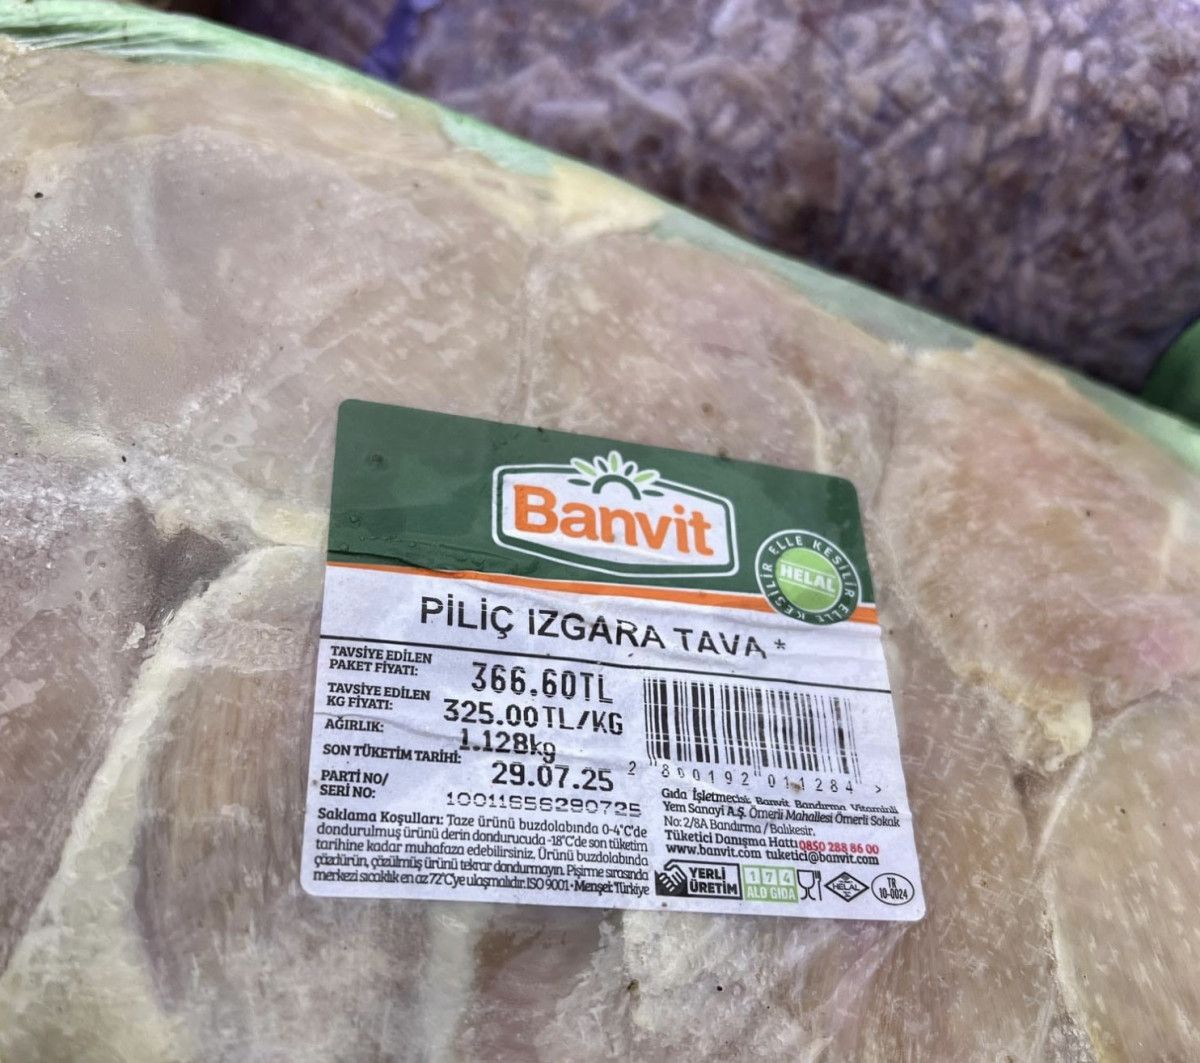 Banvit
ELLE KESİLİR ELLE KESİLİR
HELAL
PİLİÇ IZGARA TAVA *
TAVSİYE EDİLEN
PAKET FİYATI: 366.60TL
TAVSİYE EDİLEN
KG FİYATI: 325.00TL/KG
AĞIRLIK: 1.128kg
SON TÜKETİM TARİHİ: 29.07.25
PARTİ NO/
SERİ NO: 10011656280725
2 800192 011284 >
Saklama Koşulları: Taze ürünü buzdolabında 0-4°C'de
dondurulmuş ürünü derin dondurucuda -18°C'de son tüketim
tarihine kadar muhafaza edebilirsiniz. Ürünü buzdolabında
çözdürün, çözülmüş ürünü tekrar dondurmayın. Pişirme sırasında
merkezi sıcaklık en az 72°C'ye ulaşmalıdır. ISO 9001 • Menşei: Türkiye
Gıda İşletmecisi: Banvit Bandırma Vitaminli
Yem Sanayi A.Ş. Ömerli Mahallesi Ömerli Sokak
No: 2/8A Bandırma / Balıkesir.
Tüketici Danışma Hattı 0850 288 86 00
www.banvit.com tuketici@banvit.com
YERLİ
ÜRETİM
174
ALO GIDA
HELAL
TR
10-0024